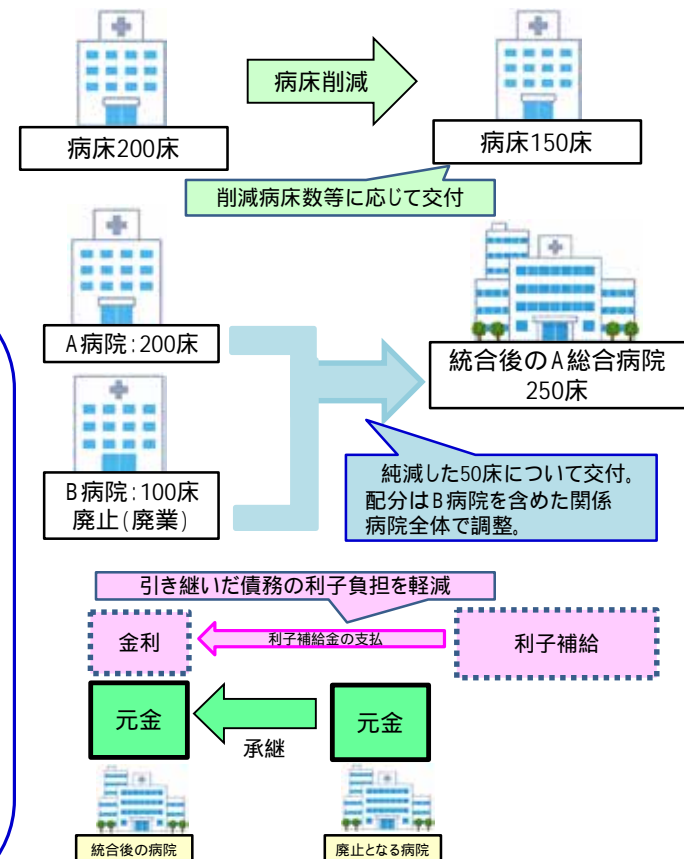 病床削減
病床200床
病床150床
削減病床数等に応じて交付
A病院:200床
統合後のA総合病院
250床
B病院:100床
廃止(廃業)
純減した50床について交付。
配分はB病院を含めた関係
病院全体で調整。
引き継いだ債務の利子負担を軽減
金利
利子補給金の支払
利子補給
元金
承継
元金
統合後の病院
廃止となる病院